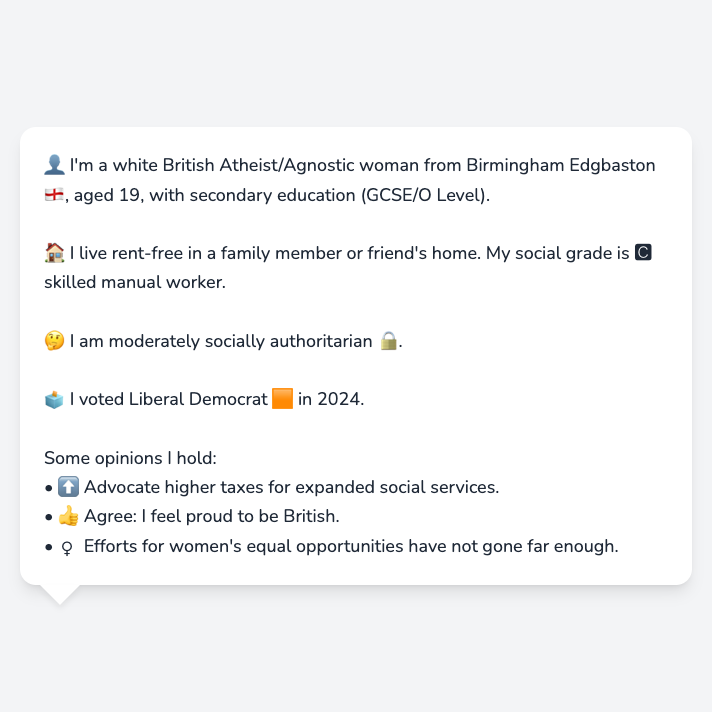 👤 I'm a white British Atheist/Agnostic woman from Birmingham Edgbaston
🏴󠁧󠁢󠁥󠁮󠁧󠁿, aged 19, with secondary education (GCSE/O Level).
🏠 I live rent-free in a family member or friend's home. My social grade is 🅲
skilled manual worker.
🤔 I am moderately socially authoritarian 🔒.
🗳️ I voted Liberal Democrat 🟧 in 2024.
Some opinions I hold:
• ⬆️ Advocate higher taxes for expanded social services.
• 👍 Agree: I feel proud to be British.
• ♀ Efforts for women's equal opportunities have not gone far enough.